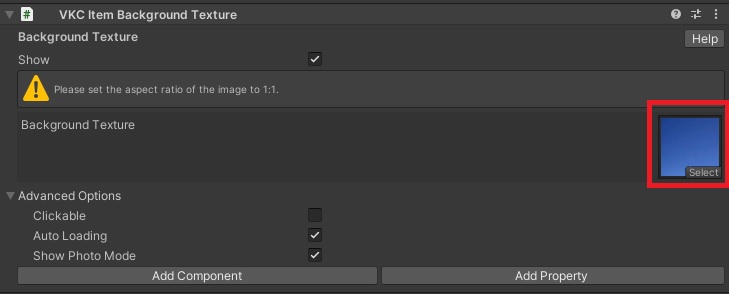 VKC Item Background Texture
Background Texture
Help
Show
Please set the aspect ratio of the image to 1:1.
Background Texture
Select
Advanced Options
Clickable
Auto Loading
Show Photo Mode
Add Component
Add Property